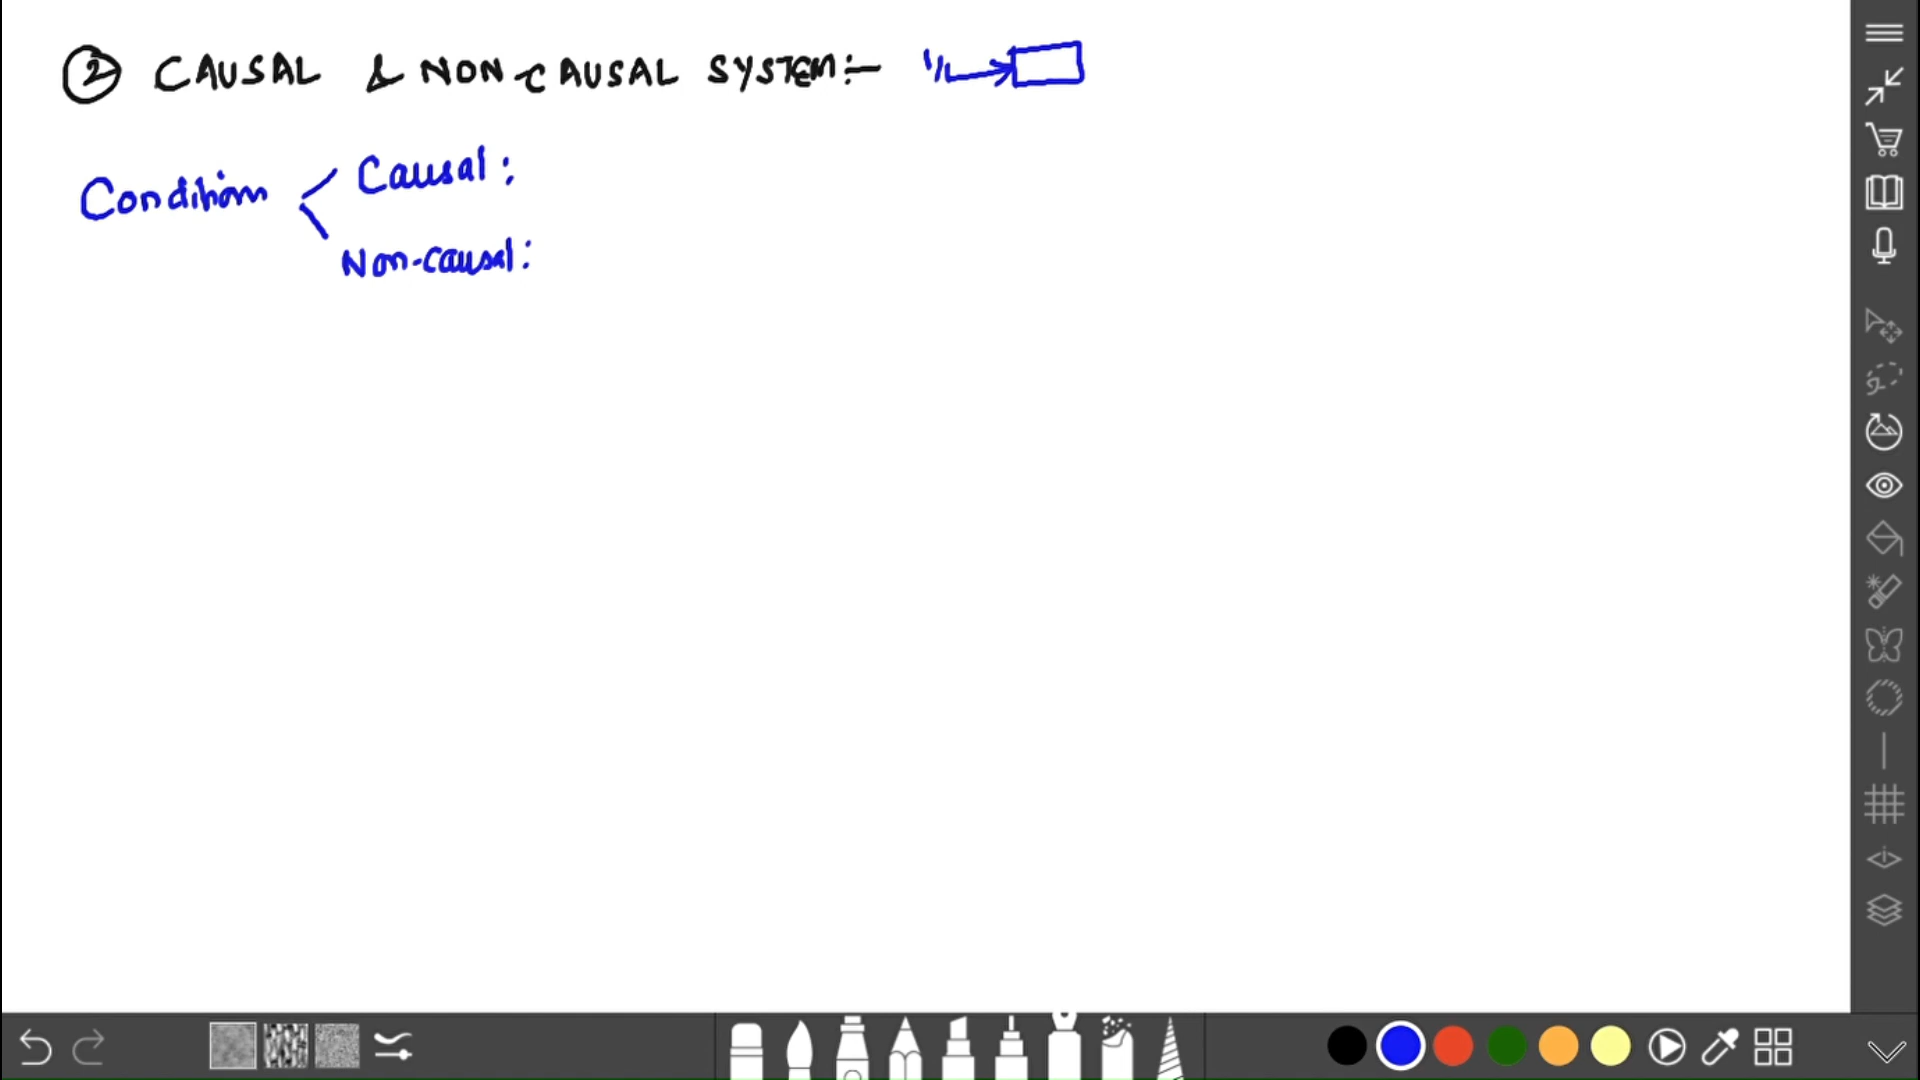 ② CAUSAL & NON-CAUSAL SYSTEM:-
Condition
Causal:
Non-causal: